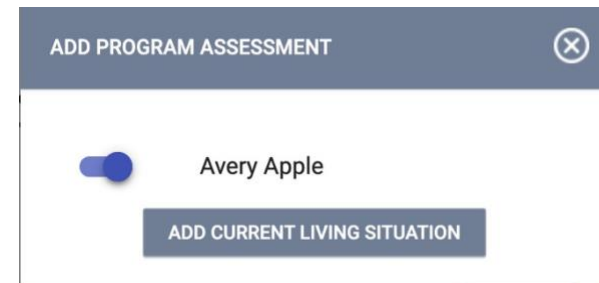 ADD PROGRAM ASSESSMENT
Avery Apple
ADD CURRENT LIVING SITUATION